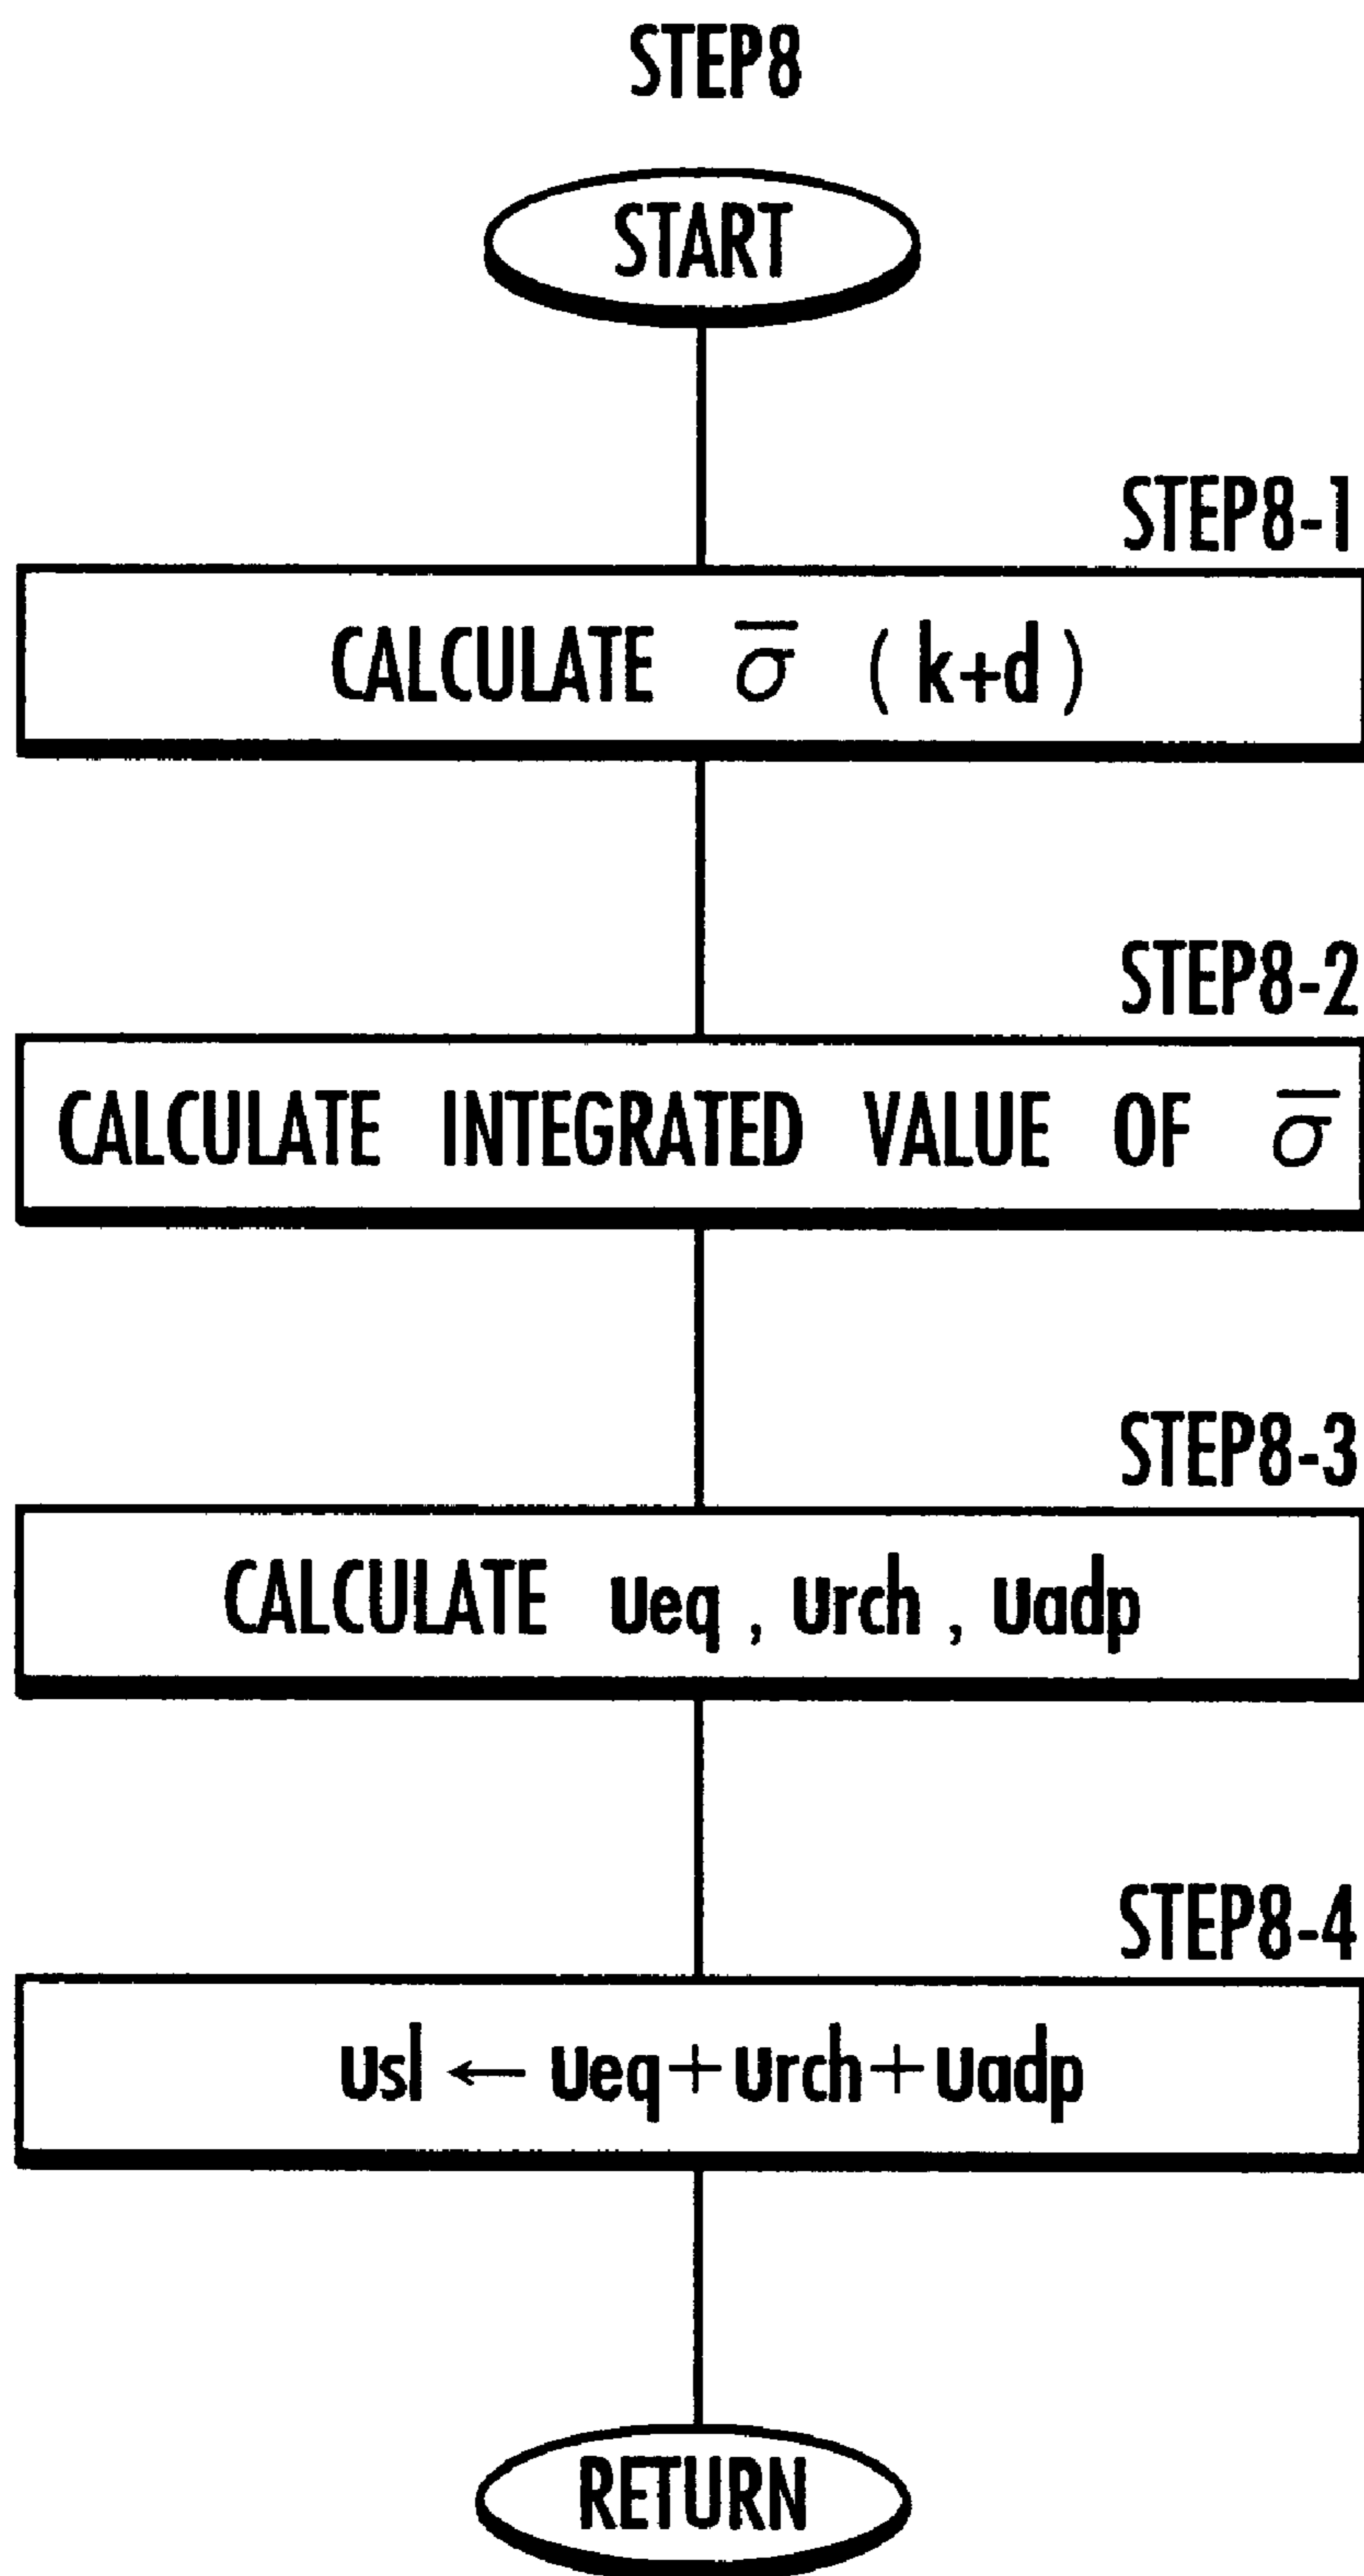 STEP8
START
STEP8-1
CALCULATE σ̅ (k+d)
STEP8-2
CALCULATE INTEGRATED VALUE OF σ̅
STEP8-3
CALCULATE Ueq , Urch , Uadp
STEP8-4
Usl ← Ueq+Urch+Uadp
RETURN